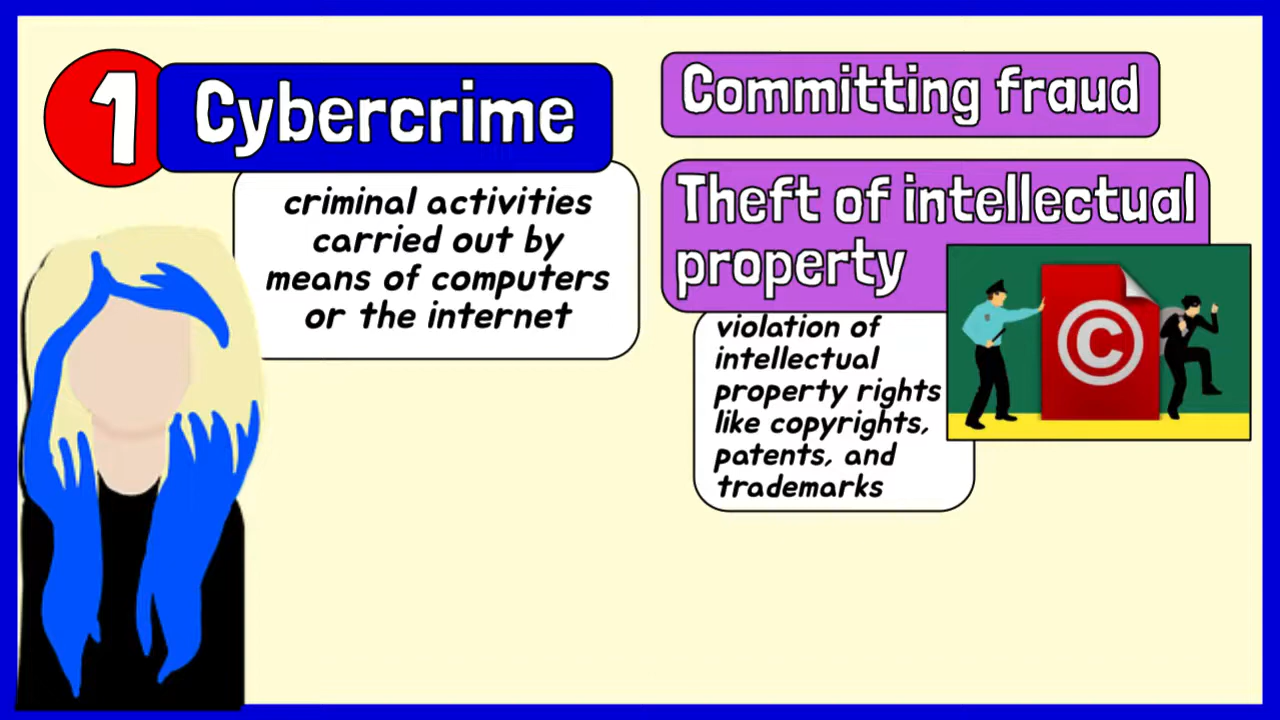 1
Cybercrime
criminal activities
carried out by
means of computers
or the internet
Committing fraud
Theft of intellectual
property
violation of
intellectual
property rights
like copyrights,
patents, and
trademarks
C